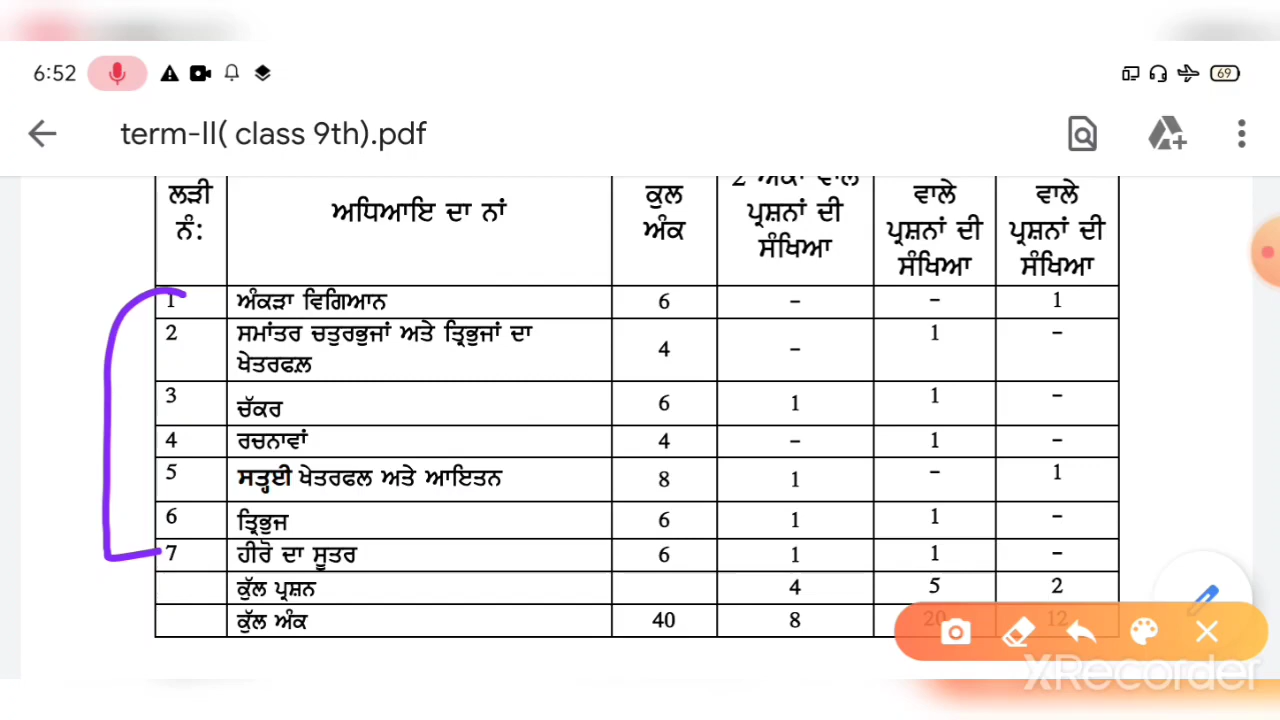 6:52 69
term-II( class 9th).pdf
ਲੜੀ ਨੰ: ਅਧਿਆਇ ਦਾ ਨਾਂ ਕੁਲ ਅੰਕ 2 ਅੰਕਾਂ ਵਾਲੇ ਪ੍ਰਸ਼ਨਾਂ ਦੀ ਸੰਖਿਆ ਵਾਲੇ ਪ੍ਰਸ਼ਨਾਂ ਦੀ ਸੰਖਿਆ ਵਾਲੇ ਪ੍ਰਸ਼ਨਾਂ ਦੀ ਸੰਖਿਆ
1 ਅੰਕੜਾ ਵਿਗਿਆਨ 6 – – 1
2 ਸਮਾਂਤਰ ਚਤੁਰਭੁਜਾਂ ਅਤੇ ਤ੍ਰਿਭੁਜਾਂ ਦਾ
ਖੇਤਰਫਲ਼ 4 – 1 –
3 ਚੱਕਰ 6 1 1 –
4 ਰਚਨਾਵਾਂ 4 – 1 –
5 ਸਤ੍ਹਈ ਖੇਤਰਫਲ ਅਤੇ ਆਇਤਨ 8 1 – 1
6 ਤ੍ਰਿਭੁਜ 6 1 1 –
7 ਹੀਰੋ ਦਾ ਸੂਤਰ 6 1 1 –
ਕੁੱਲ ਪ੍ਰਸ਼ਨ 4 5 2
ਕੁੱਲ ਅੰਕ 40 8 20 12
XRecorder